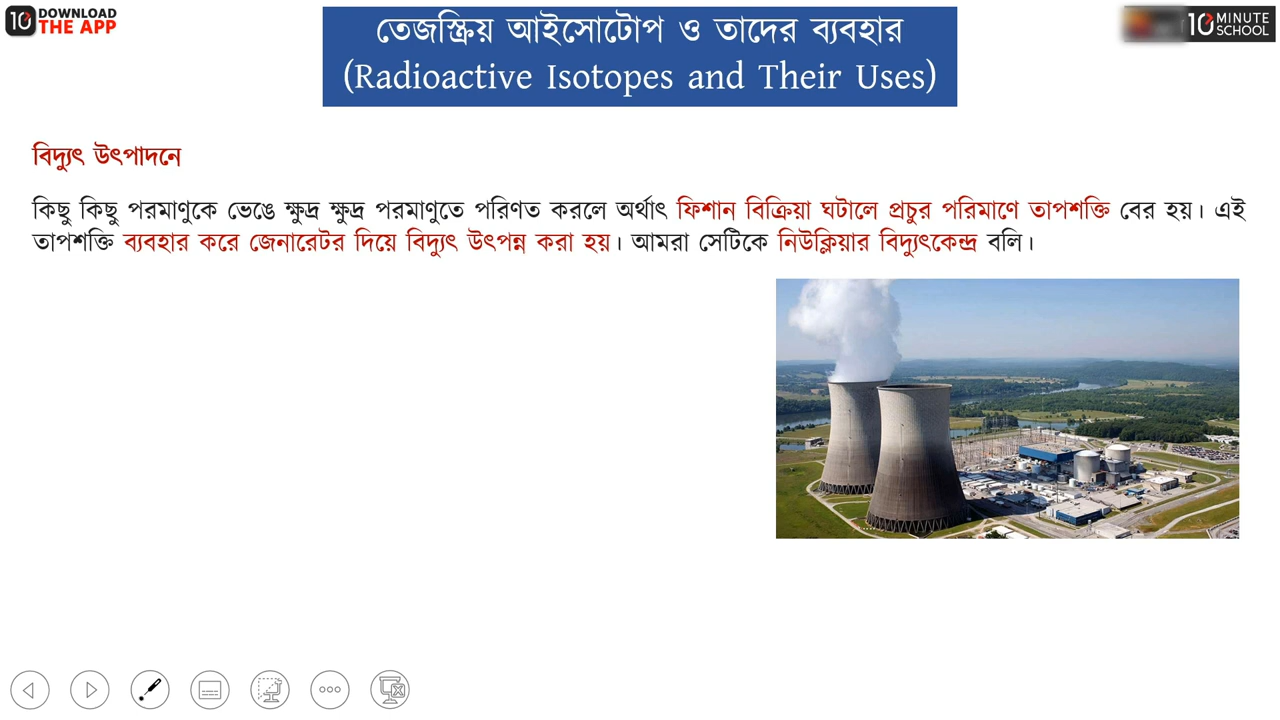 10 DOWNLOAD THE APP
তেজস্ক্রিয় আইসোটোপ ও তাদের ব্যবহার
(Radioactive Isotopes and Their Uses)
10 MINUTE SCHOOL
বিদ্যুৎ উৎপাদনে
কিছু কিছু পরমাণুকে ভেঙে ক্ষুদ্র ক্ষুদ্র পরমাণুতে পরিণত করলে অর্থাৎ ফিশান বিক্রিয়া ঘটালে প্রচুর পরিমাণে তাপশক্তি বের হয়। এই
তাপশক্তি ব্যবহার করে জেনারেটর দিয়ে বিদ্যুৎ উৎপন্ন করা হয়। আমরা সেটিকে নিউক্লিয়ার বিদ্যুৎকেন্দ্র বলি।